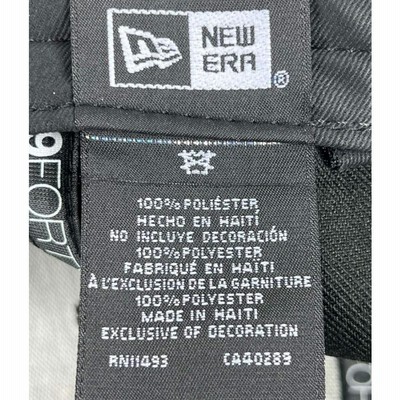 NEW
ERA®
9FORT
100% POLIÉSTER
HECHO EN HAITÍ
NO INCLUYE DECORACIÓN
100% POLYESTER
FABRIQUÉ EN HAÏTI
À L'EXCLUSION DE LA GARNITURE
100% POLYESTER
MADE IN HAITI
EXCLUSIVE OF DECORATION
RN11493 CA40289